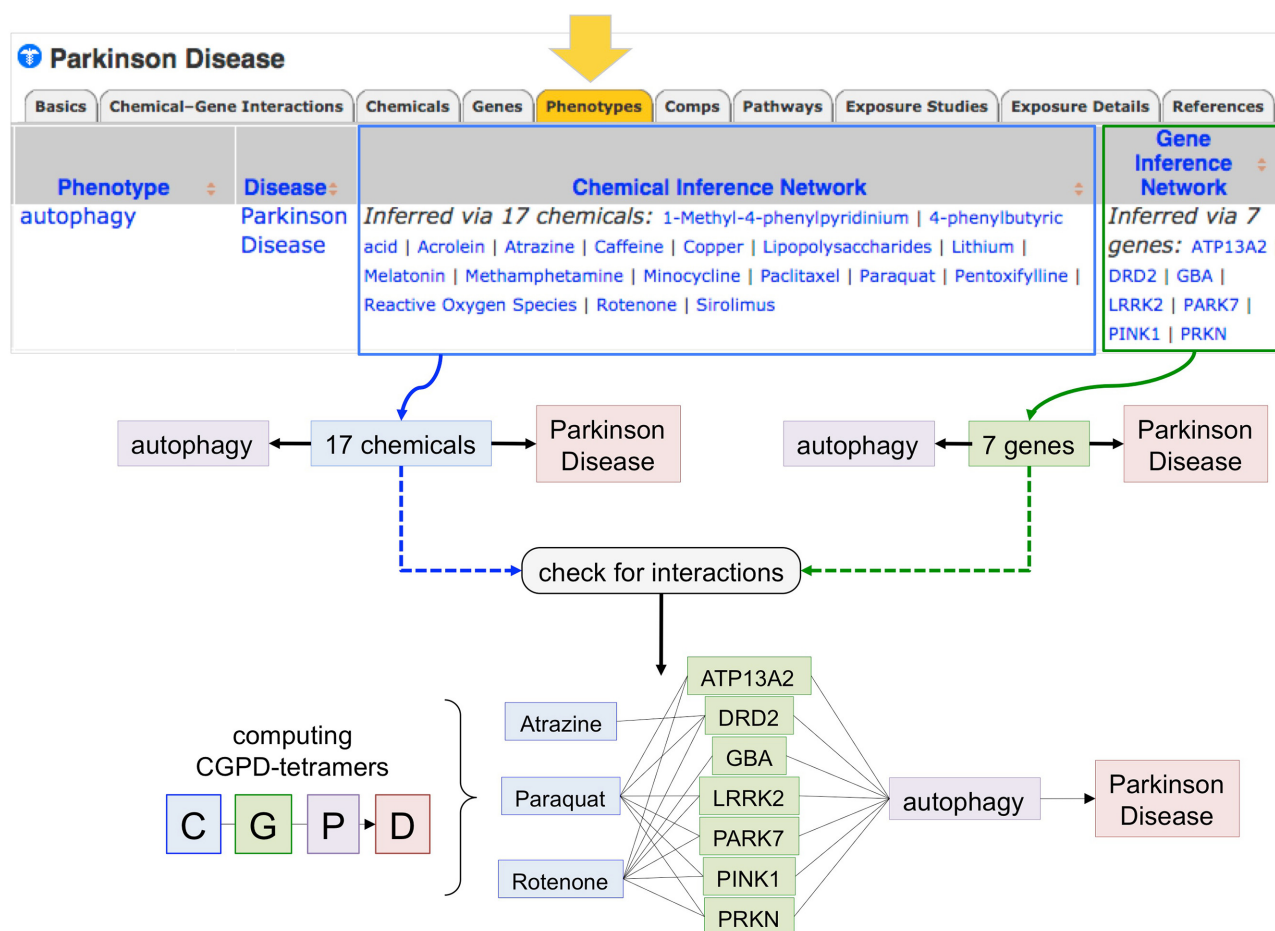 Parkinson Disease
Basics
Chemical–Gene Interactions
Chemicals
Genes
Phenotypes
Comps
Pathways
Exposure Studies
Exposure Details
References
Phenotype
Disease
Chemical Inference Network
Gene
Inference
Network
autophagy
Parkinson
Disease
Inferred via 17 chemicals: 1-Methyl-4-phenylpyridinium | 4-phenylbutyric
acid | Acrolein | Atrazine | Caffeine | Copper | Lipopolysaccharides | Lithium |
Melatonin | Methamphetamine | Minocycline | Paclitaxel | Paraquat | Pentoxifylline |
Reactive Oxygen Species | Rotenone | Sirolimus
Inferred via 7
genes: ATP13A2
DRD2 | GBA |
LRRK2 | PARK7 |
PINK1 | PRKN
autophagy
17 chemicals
Parkinson
Disease
autophagy
7 genes
Parkinson
Disease
check for interactions
computing
CGPD-tetramers
C
G
P
D
Atrazine
Paraquat
Rotenone
ATP13A2
DRD2
GBA
LRRK2
PARK7
PINK1
PRKN
autophagy
Parkinson
Disease